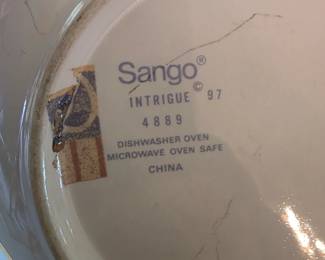 Sango®
INTRIGUE © 97
4889
DISHWASHER OVEN
MICROWAVE OVEN SAFE
CHINA